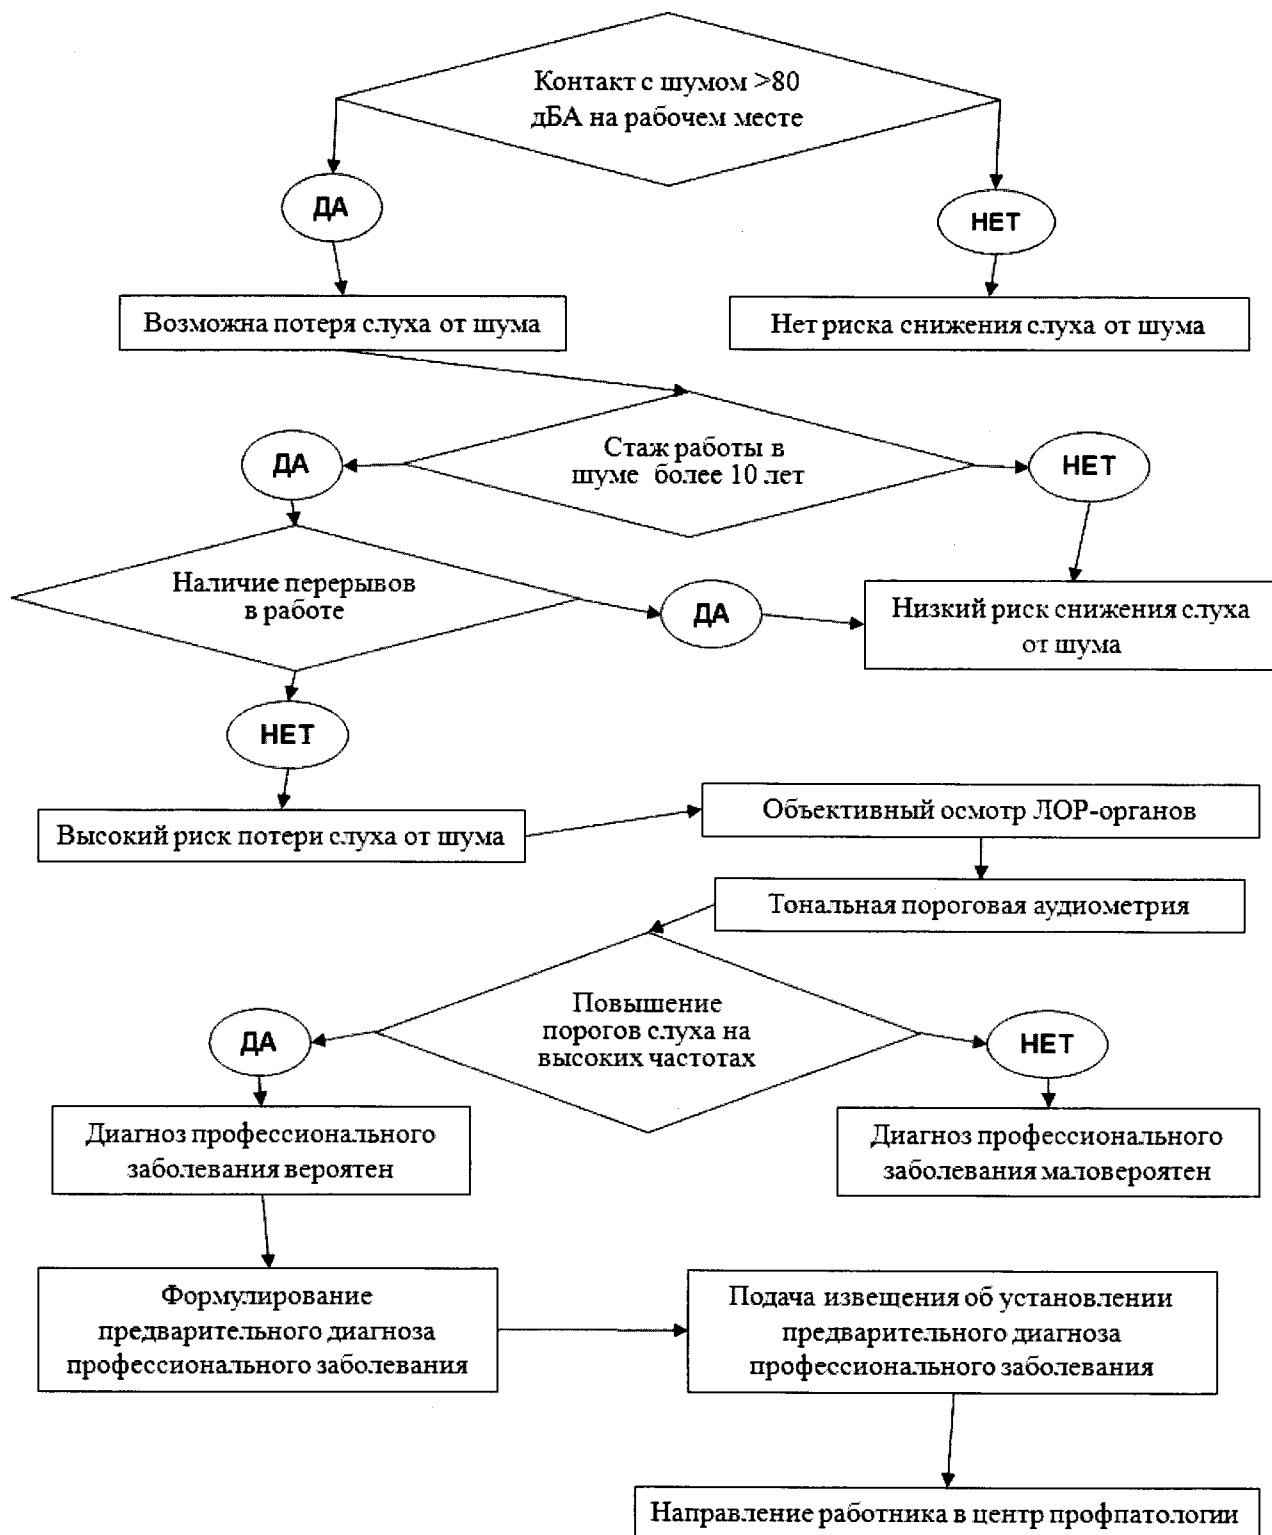 Контакт с шумом >80
дБА на рабочем месте
ДА
НЕТ
Возможна потеря слуха от шума
Нет риска снижения слуха от шума
Стаж работы в
шуме более 10 лет
ДА
НЕТ
Наличие перерывов
в работе
ДА
Низкий риск снижения слуха
от шума
НЕТ
Высокий риск потери слуха от шума
Объективный осмотр ЛОР-органов
Тональная пороговая аудиометрия
Повышение
порогов слуха на
высоких частотах
ДА
НЕТ
Диагноз профессионального
заболевания вероятен
Диагноз профессионального
заболевания маловероятен
Формулирование
предварительного диагноза
профессионального заболевания
Подача извещения об установлении
предварительного диагноза
профессионального заболевания
Направление работника в центр профпатологии